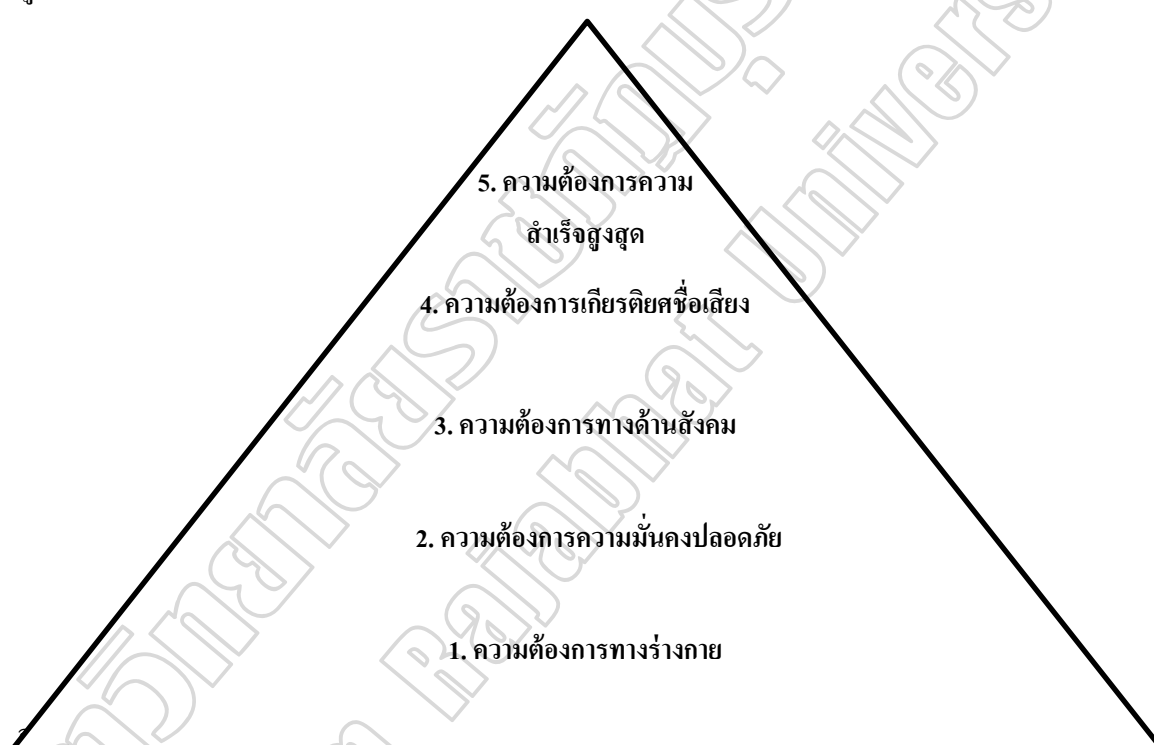 5. ความต้องการความ
สำเร็จสูงสุด
4. ความต้องการเกียรติยศชื่อเสียง
3. ความต้องการทางด้านสังคม
2. ความต้องการความมั่นคงปลอดภัย
1. ความต้องการทางร่างกาย